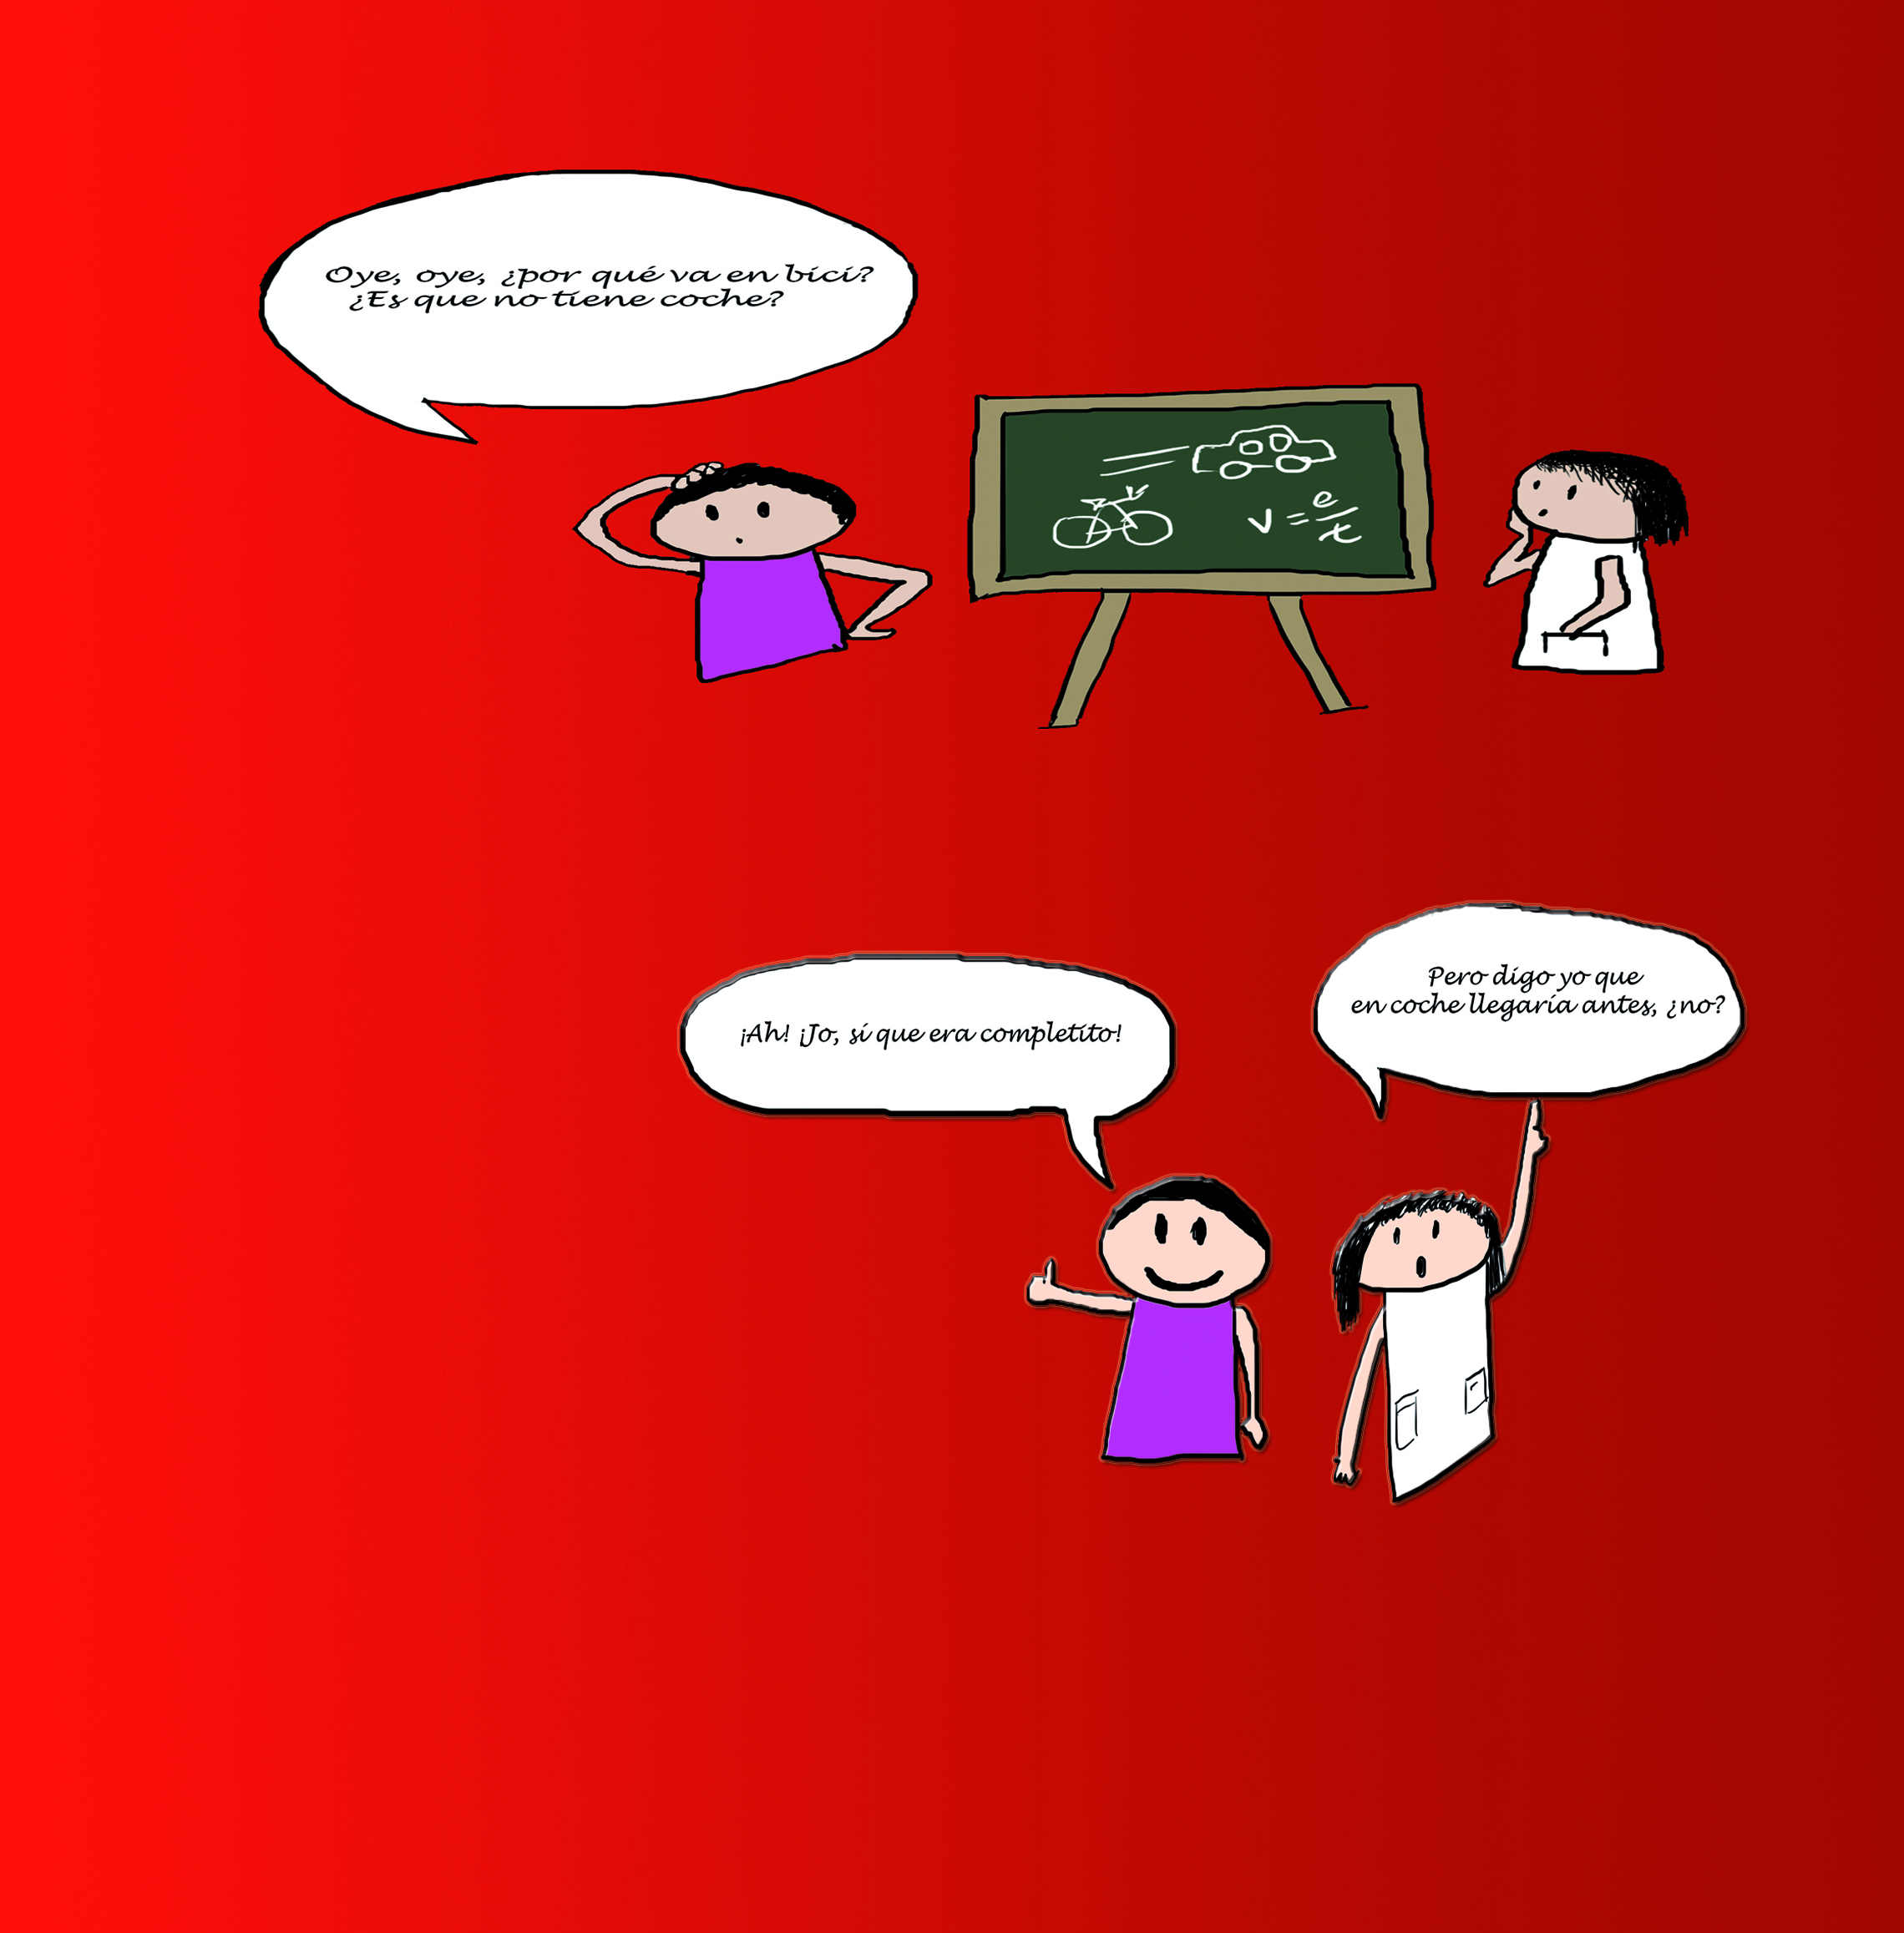 Oye, oye, ¿por qué va en bici?
¿Es que no tiene coche?
v = e/t
¡Ah! ¡Jo, sí que era completito!
Pero digo yo que
en coche llegaría antes, ¿no?